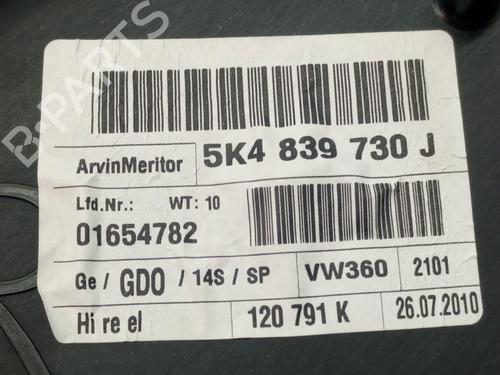 B-PARTS
ArvinMeritor 5K4 839 730 J
Lfd.Nr.: WT: 10
01654782
Ge / GDO / 14S / SP VW360 2101
Hi re el 120 791 K 26.07.2010